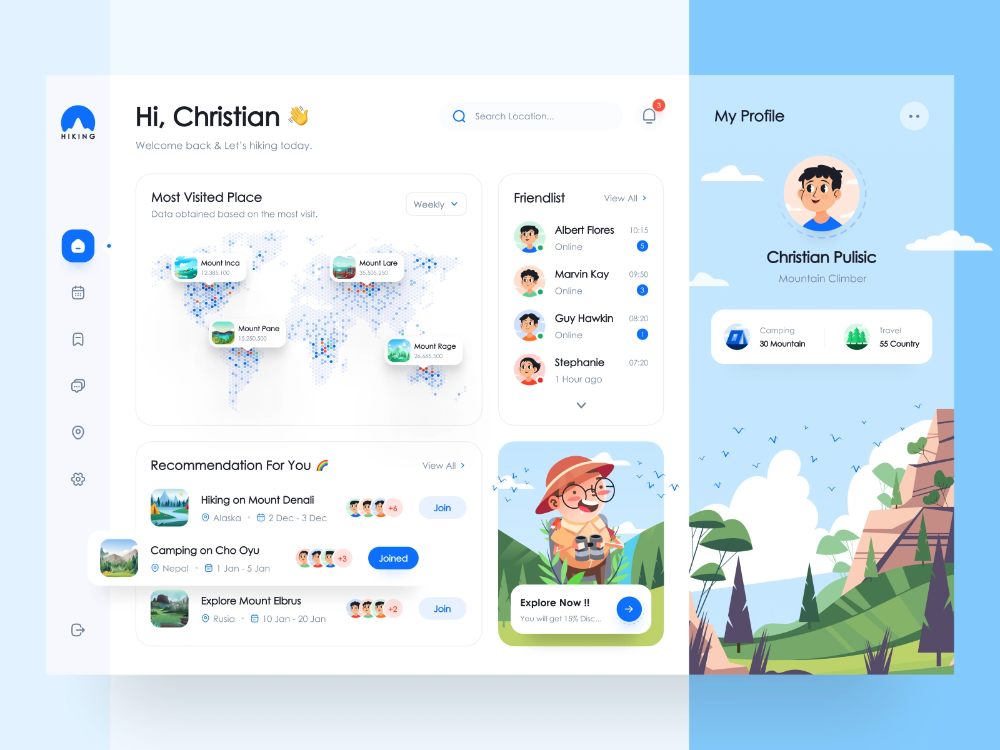 HIKING
Hi, Christian 👋
Welcome back & Let's hiking today.
Search Location...
3
Most Visited Place
Data obtained based on the most visit.
Weekly
Mount Inca
12,385,100
Mount Lare
35,505,250
Mount Pane
15,250,500
Mount Rage
26,665,300
Friendlist
View All
Albert Flores
10:15
Online
5
Marvin Kay
09:50
Online
3
Guy Hawkin
08:20
Online
1
Stephanie
07:20
1 Hour ago
Recommendation For You 🌈
View All
Hiking on Mount Denali
Alaska • 2 Dec - 3 Dec
+6
Join
Camping on Cho Oyu
Nepal • 1 Jan - 5 Jan
+3
Joined
Explore Mount Elbrus
Rusia • 10 Jan - 20 Jan
+2
Join
Explore Now !!
You will get 15% Disc...
My Profile
Christian Pulisic
Mountain Climber
Camping
30 Mountain
Travel
55 Country